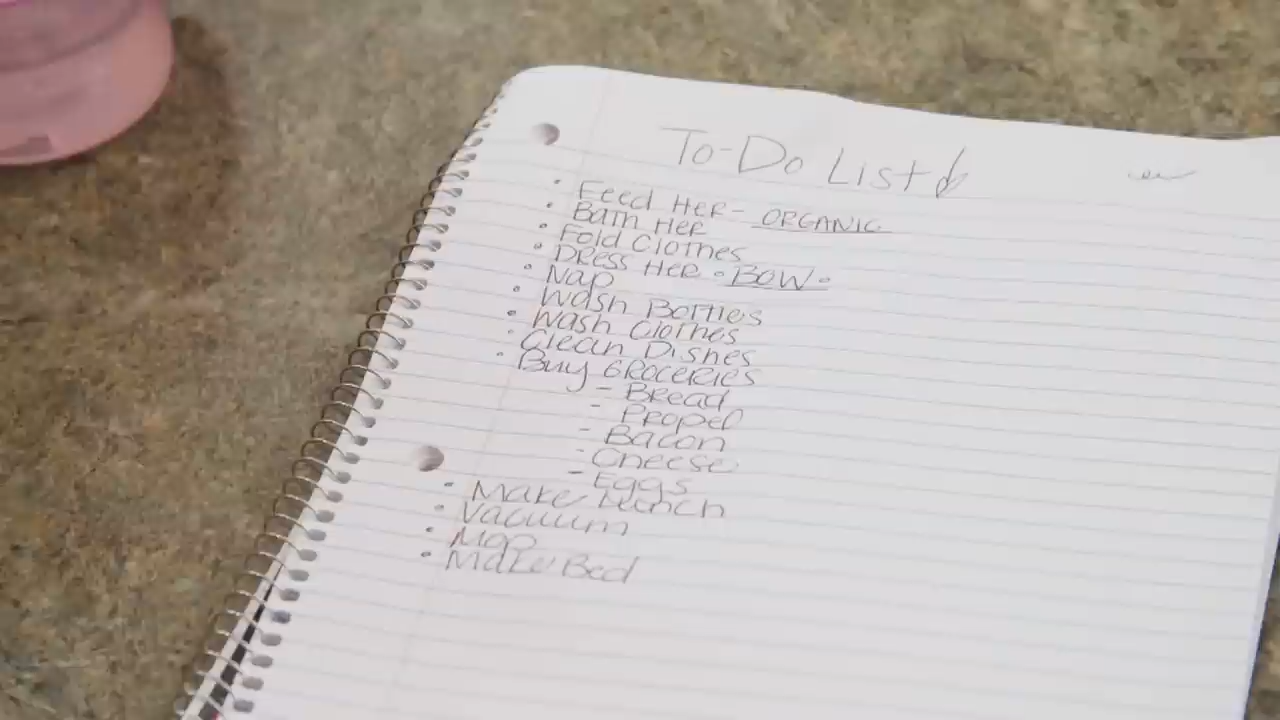 To-Do List
• Feed Her - ORGANIC
• Bath Her
• Fold Clothes
• Dress Her • BOW •
• Nap
• Wash Bottles
• Wash Clothes
• Clean Dishes
• Buy GROCERIES
- Bread
- Propel
- Bacon
- Cheese
- Eggs
• Make Lunch
• Vacuum
• Mop
• Make Bed